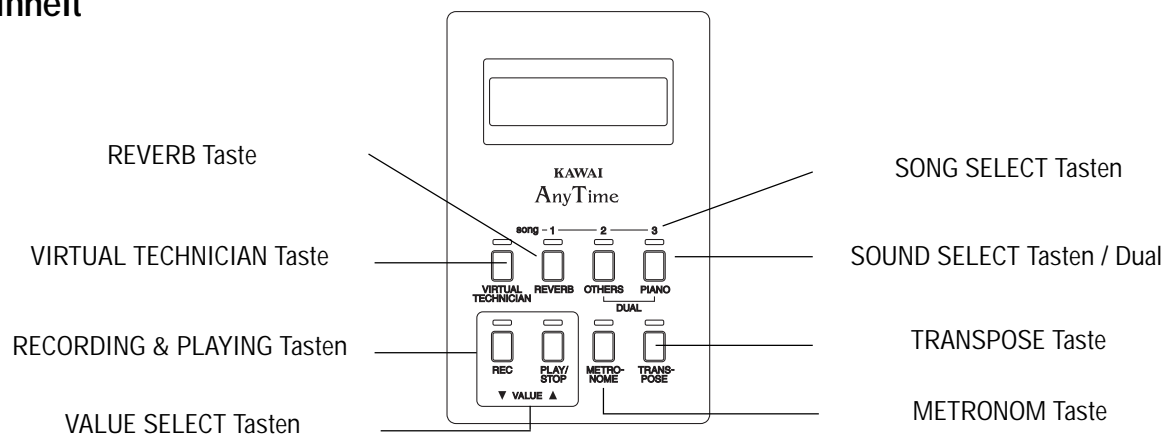 REVERB Taste
VIRTUAL TECHNICIAN Taste
RECORDING & PLAYING Tasten
VALUE SELECT Tasten
KAWAI
AnyTime
song - 1 2 3
VIRTUAL TECHNICIAN
REVERB
OTHERS
PIANO
DUAL
REC
PLAY/
STOP
METRO-
NOME
TRANS-
POSE
▼ VALUE ▲
SONG SELECT Tasten
SOUND SELECT Tasten / Dual
TRANSPOSE Taste
METRONOM Taste